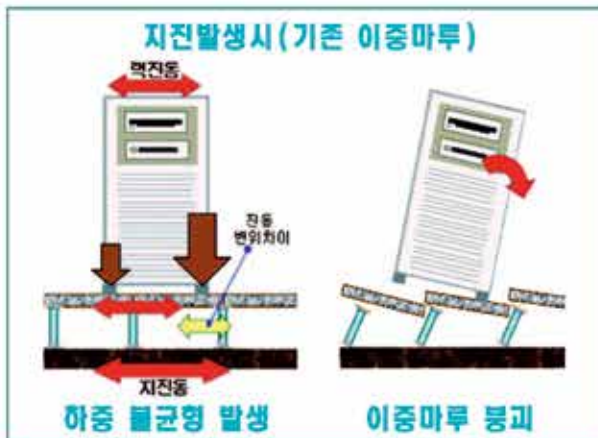 지진발생시(기존 이중마루)
랙진동
진동
변위차이
지진동
하중 불균형 발생
이중마루 붕괴